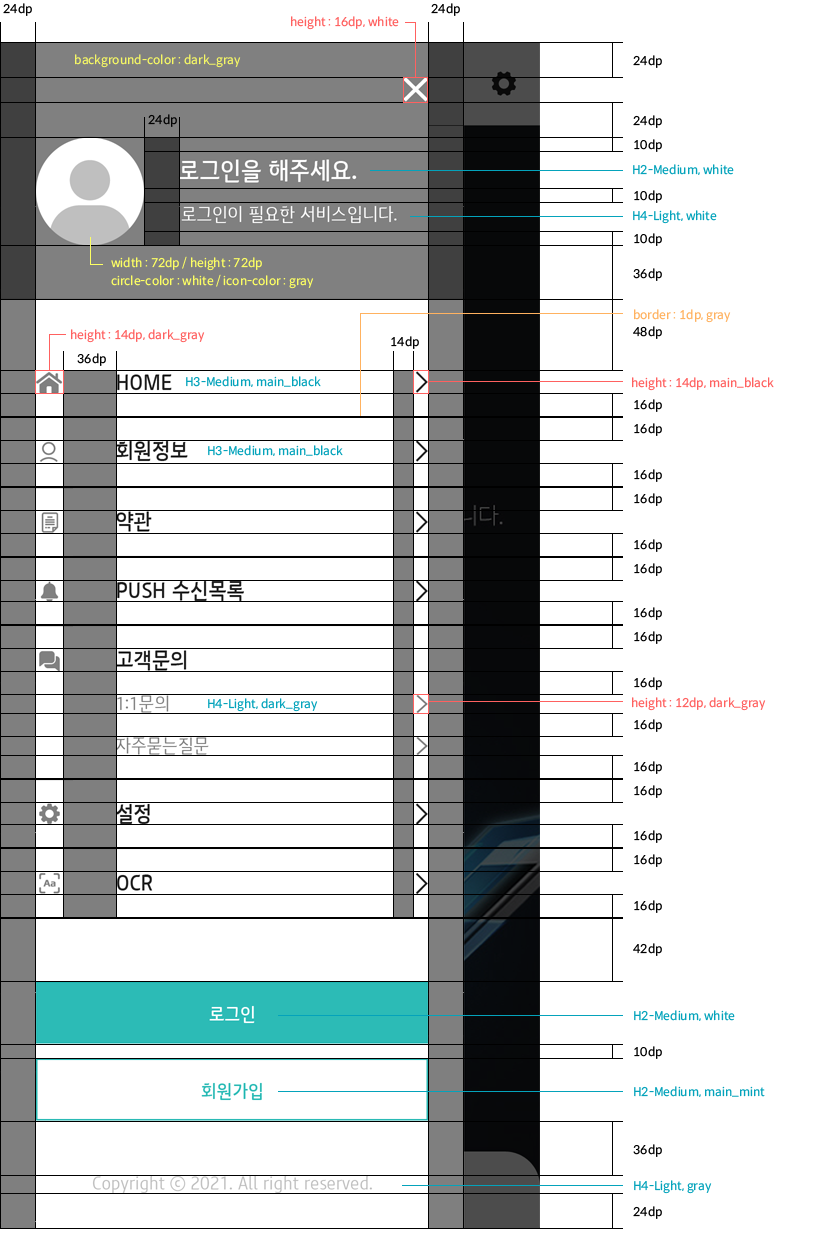 24dp
24dp
height : 16dp, white
background-color : dark_gray
24dp
24dp
24dp
10dp
로그인을 해주세요.
H2-Medium, white
10dp
로그인이 필요한 서비스입니다.
H4-Light, white
10dp
width : 72dp / height : 72dp
circle-color : white / icon-color : gray
36dp
border : 1dp, gray
height : 14dp, dark_gray
48dp
36dp
14dp
HOME
H3-Medium, main_black
height : 14dp, main_black
16dp
16dp
회원정보
H3-Medium, main_black
16dp
16dp
약관
니다.
16dp
16dp
PUSH 수신목록
16dp
16dp
고객문의
16dp
1:1문의
H4-Light, dark_gray
height : 12dp, dark_gray
16dp
자주묻는질문
16dp
16dp
설정
16dp
16dp
Aa
OCR
16dp
42dp
로그인
H2-Medium, white
10dp
회원가입
H2-Medium, main_mint
36dp
Copyright ⓒ 2021. All right reserved.
H4-Light, gray
24dp